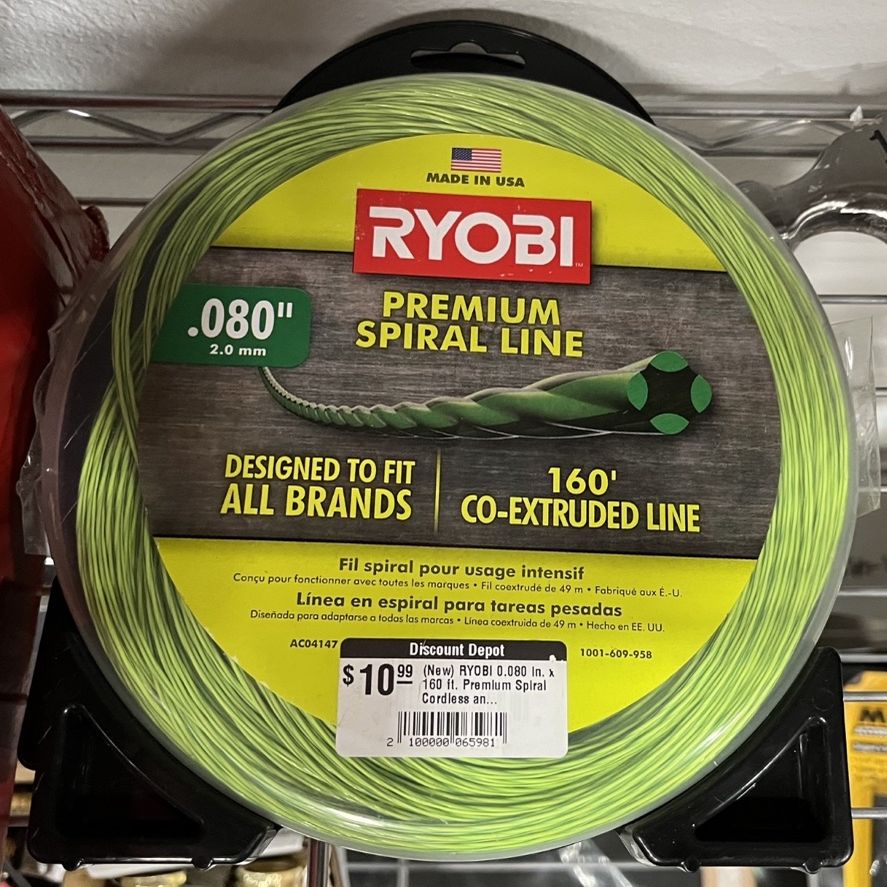 MADE IN USA
RYOBI™
.080"
2.0 mm
PREMIUM
SPIRAL LINE
DESIGNED TO FIT
ALL BRANDS
160'
CO-EXTRUDED LINE
Fil spiral pour usage intensif
Conçu pour fonctionner avec toutes les marques • Fil coextrudé de 49 m • Fabriqué aux É.-U.
Línea en espiral para tareas pesadas
Diseñada para adaptarse a todas las marcas • Línea coextruida de 49 m • Hecho en EE. UU.
AC04147
1001-609-958
Discount Depot
$10.99
(New) RYOBI 0.080 in. x
160 ft. Premium Spiral
Cordless an...
2 100000 065981